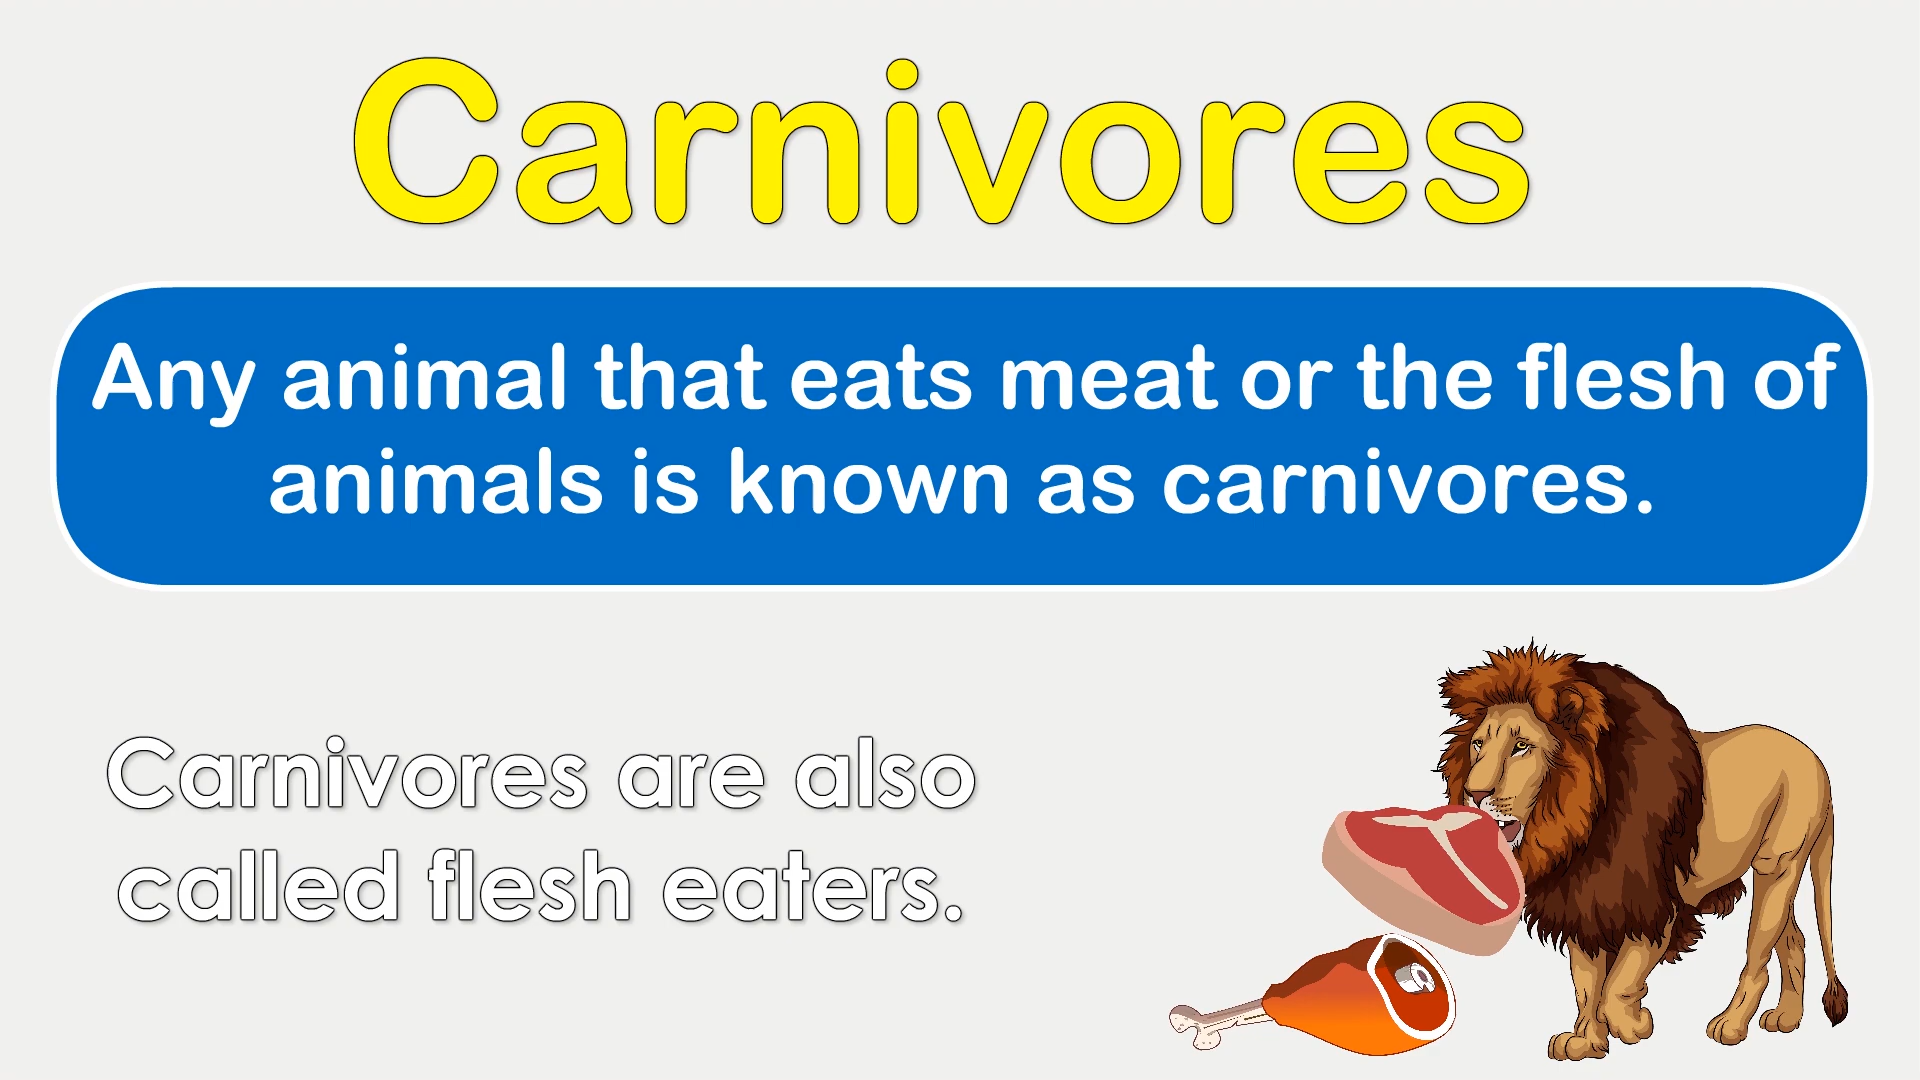 Carnivores
Any animal that eats meat or the flesh of
animals is known as carnivores.
Carnivores are also
called flesh eaters.